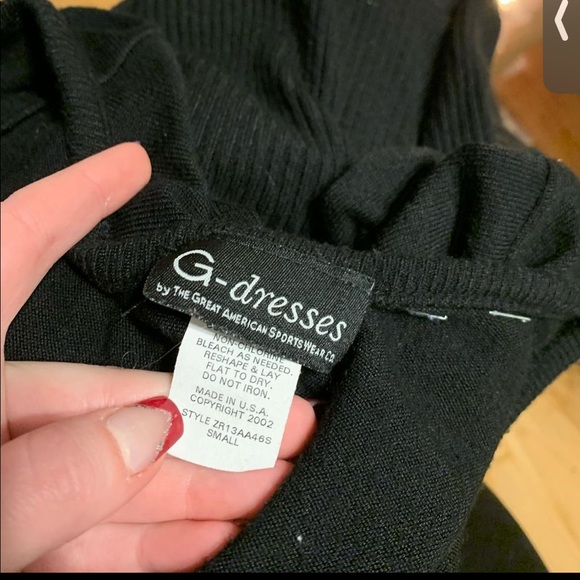 G-dresses
by THE GREAT AMERICAN SPORTSWEAR CO.
NON-CHLORINE
BLEACH AS NEEDED.
RESHAPE & LAY
FLAT TO DRY.
DO NOT IRON.
MADE IN U.S.A.
COPYRIGHT 2002
STYLE ZR13AA46S
SMALL